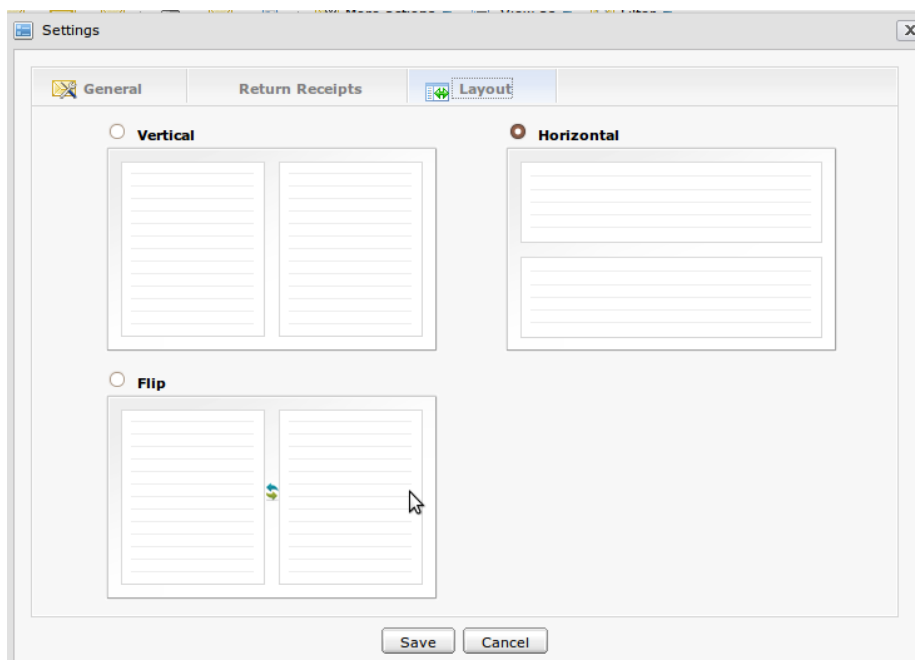 Settings
X
General Return Receipts Layout
Vertical Horizontal
Flip
Save Cancel